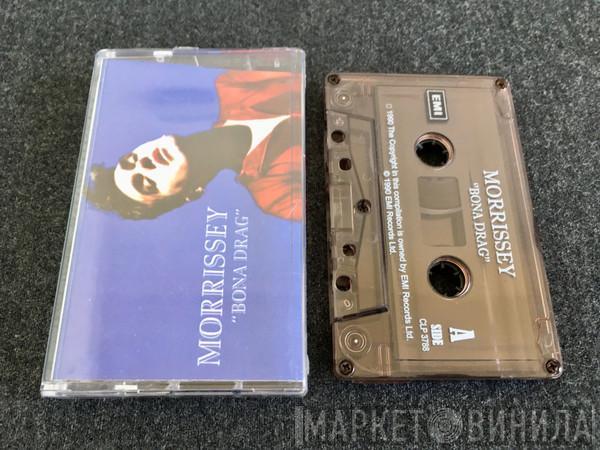 MORRISSEY
"BONA DRAG"
EMI
℗ 1990 The Copyright in this compilation is owned by EMI Records Ltd.
© 1990 EMI Records Ltd.
MORRISSEY
"BONA DRAG"
SIDE A
CLP 3788
МАРКЕТ ВИНИЛА